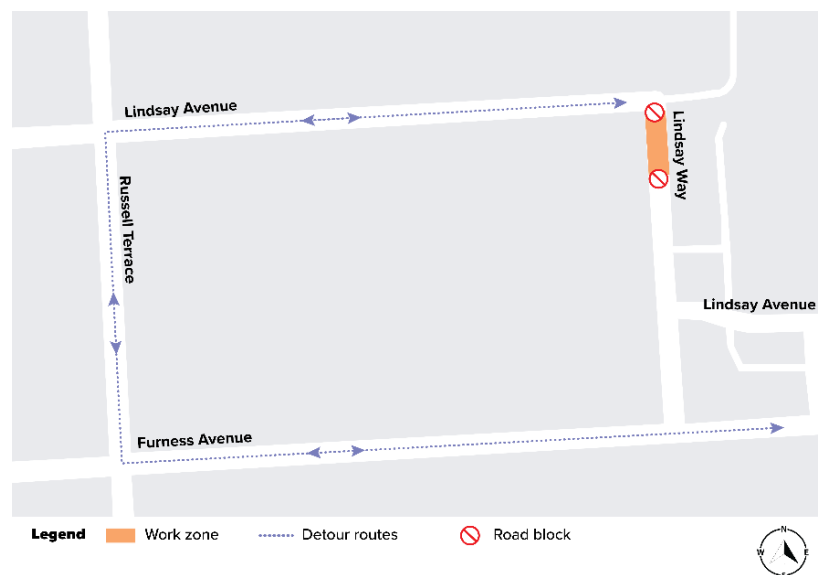 Lindsay Avenue
Lindsay Way
Russell Terrace
Lindsay Avenue
Furness Avenue
Legend
Work zone
Detour routes
Road block
N
W E
S